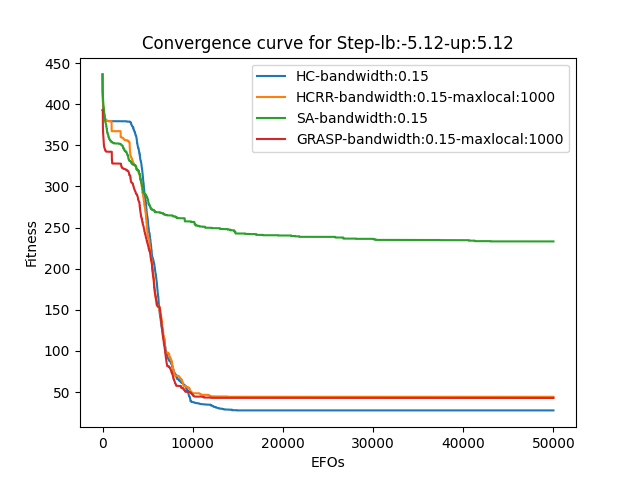 Convergence curve for Step-lb:-5.12-up:5.12
450
400
350
300
250
200
150
100
50
Fitness
HC-bandwidth:0.15
HCRR-bandwidth:0.15-maxlocal:1000
SA-bandwidth:0.15
GRASP-bandwidth:0.15-maxlocal:1000
0 10000 20000 30000 40000 50000
EFOs